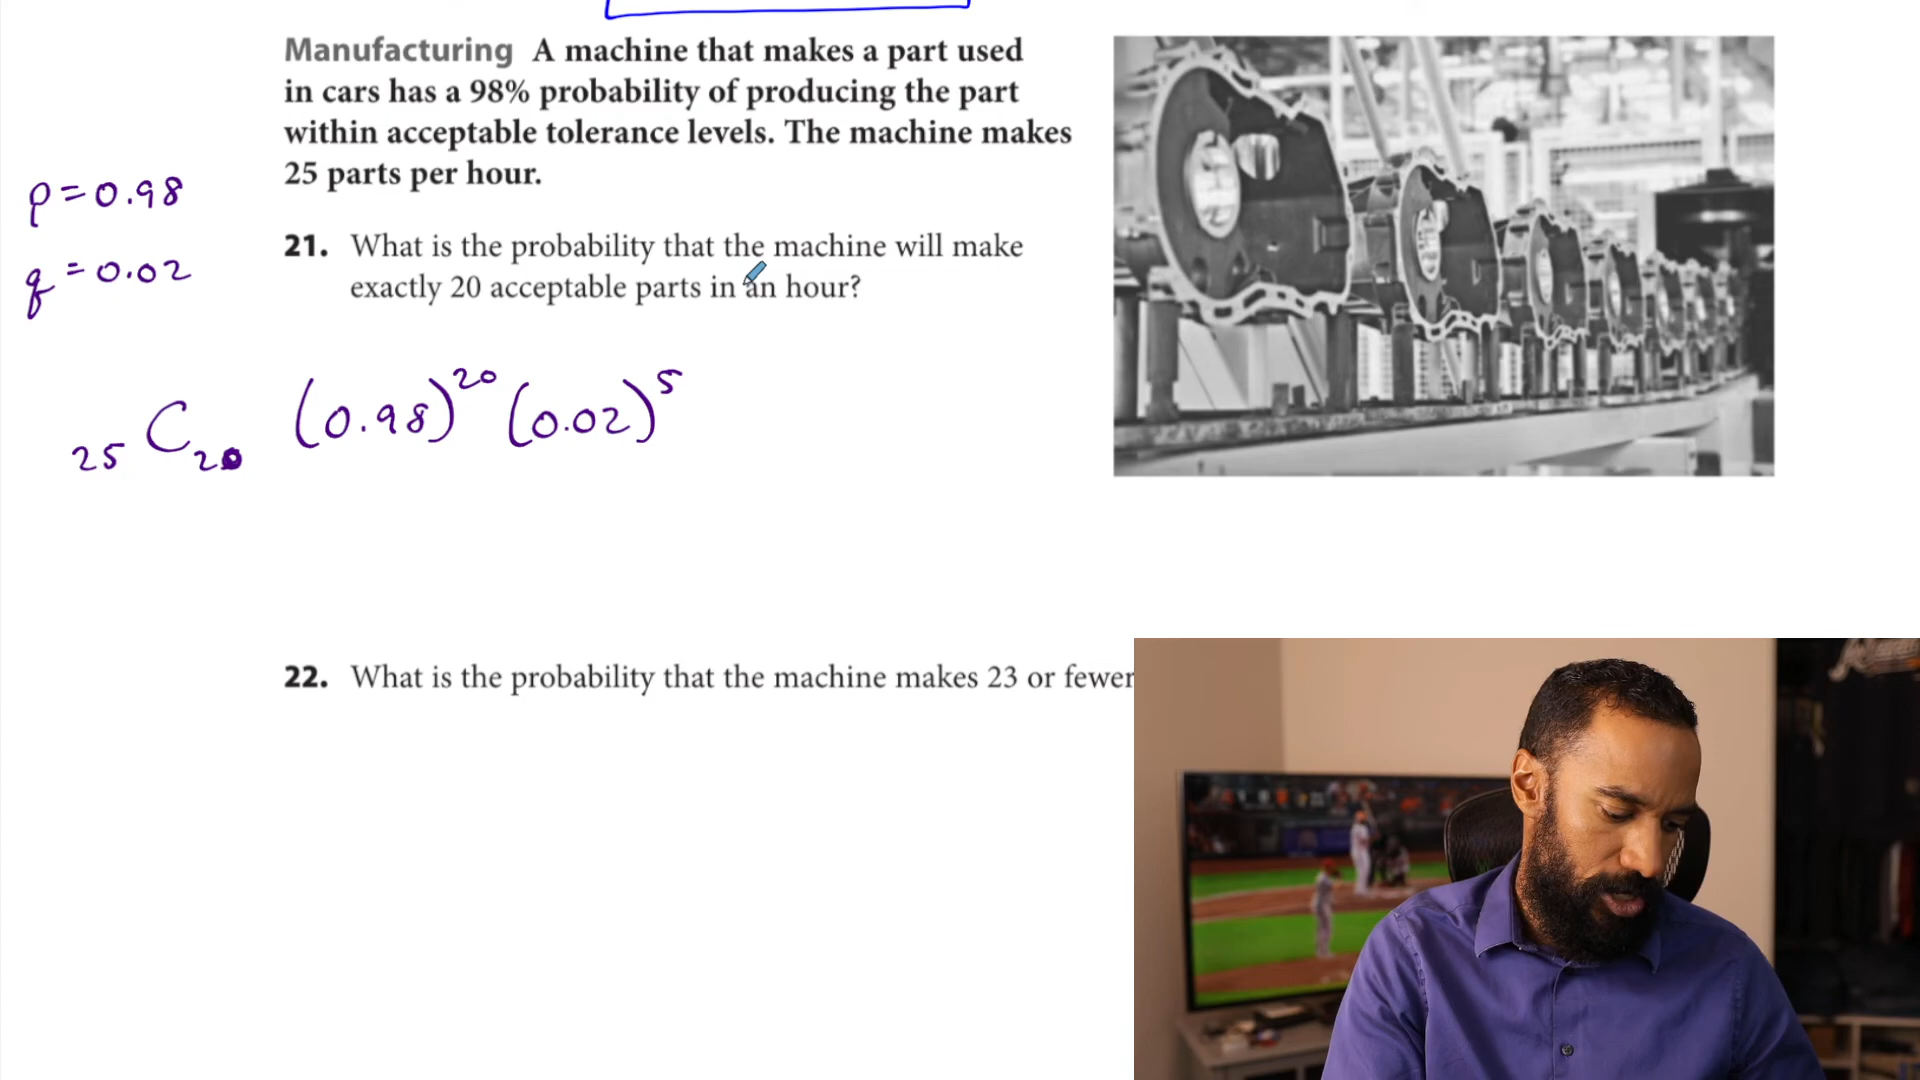 Manufacturing A machine that makes a part used
in cars has a 98% probability of producing the part
within acceptable tolerance levels. The machine makes
25 parts per hour.
p=0.98
q=0.02
21. What is the probability that the machine will make
exactly 20 acceptable parts in an hour?
₂₅C₂₀ (0.98)²⁰(0.02)⁵
22. What is the probability that the machine makes 23 or fewer